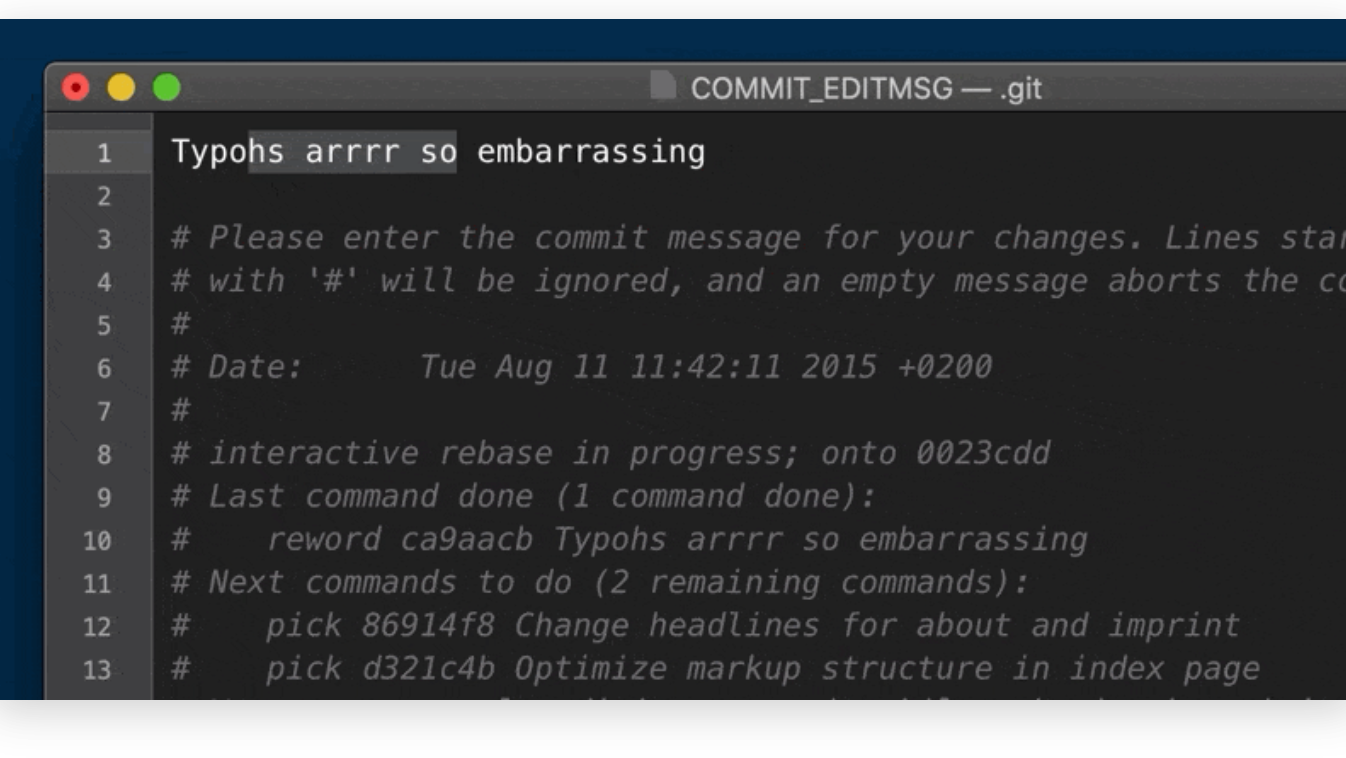 COMMIT_EDITMSG — .git
1 Typohs arrrr so embarrassing
2
3 # Please enter the commit message for your changes. Lines
4 # with '#' will be ignored, and an empty message aborts the
5 #
6 # Date:      Tue Aug 11 11:42:11 2015 +0200
7 #
8 # interactive rebase in progress; onto 0023cdd
9 # Last command done (1 command done):
10 #    reword ca9aacb Typohs arrrr so embarrassing
11 # Next commands to do (2 remaining commands):
12 #    pick 86914f8 Change headlines for about and imprint
13 #    pick d321c4b Optimize markup structure in index page